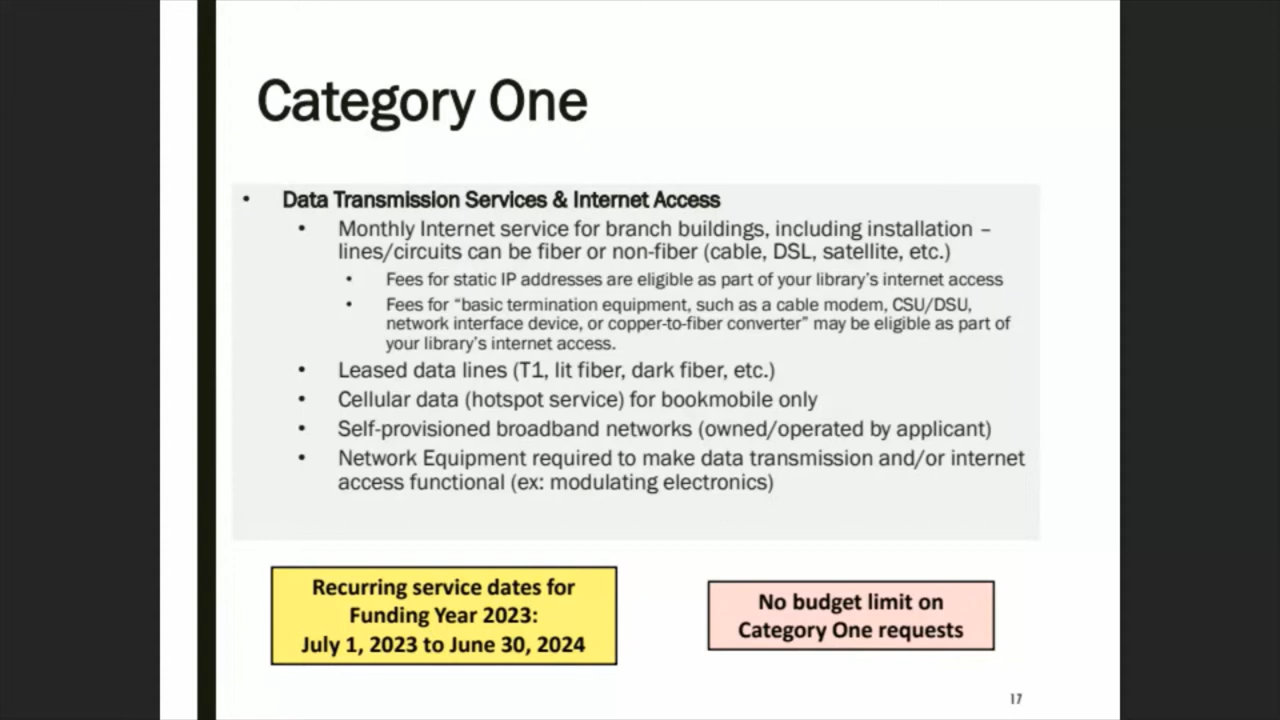 Category One
• Data Transmission Services & Internet Access
• Monthly Internet service for branch buildings, including installation –
lines/circuits can be fiber or non-fiber (cable, DSL, satellite, etc.)
• Fees for static IP addresses are eligible as part of your library's internet access
• Fees for “basic termination equipment, such as a cable modem, CSU/DSU,
network interface device, or copper-to-fiber converter” may be eligible as part of
your library's internet access.
• Leased data lines (T1, lit fiber, dark fiber, etc.)
• Cellular data (hotspot service) for bookmobile only
• Self-provisioned broadband networks (owned/operated by applicant)
• Network Equipment required to make data transmission and/or internet
access functional (ex: modulating electronics)
Recurring service dates for
Funding Year 2023:
July 1, 2023 to June 30, 2024
No budget limit on
Category One requests
17